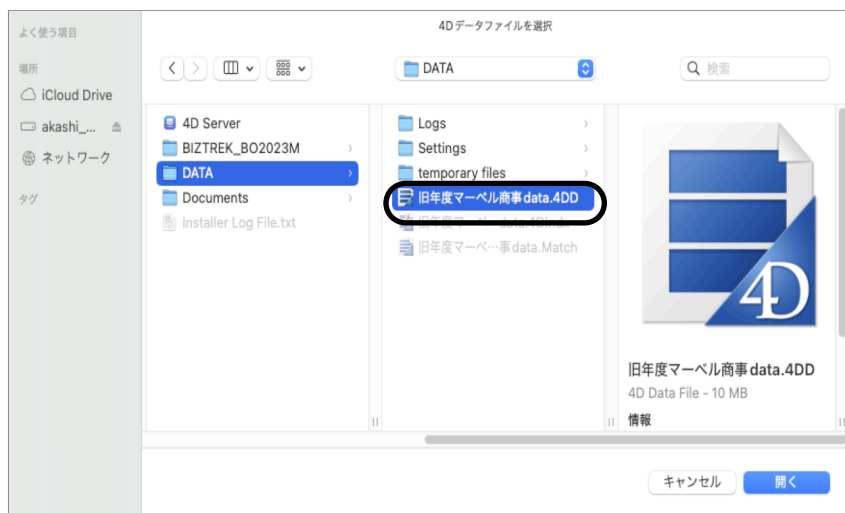 4Dデータファイルを選択
よく使う項目
場所
iCloud Drive
akashi_...
ネットワーク
タグ
DATA
検索
4D Server
BIZTREK_BO2023M
DATA
Documents
Installer Log File.txt
Logs
Settings
temporary files
旧年度マーベル商事data.4DD
旧年度マーベ…事data.Match
4D
旧年度マーベル商事data.4DD
4D Data File - 10 MB
情報
キャンセル
開く